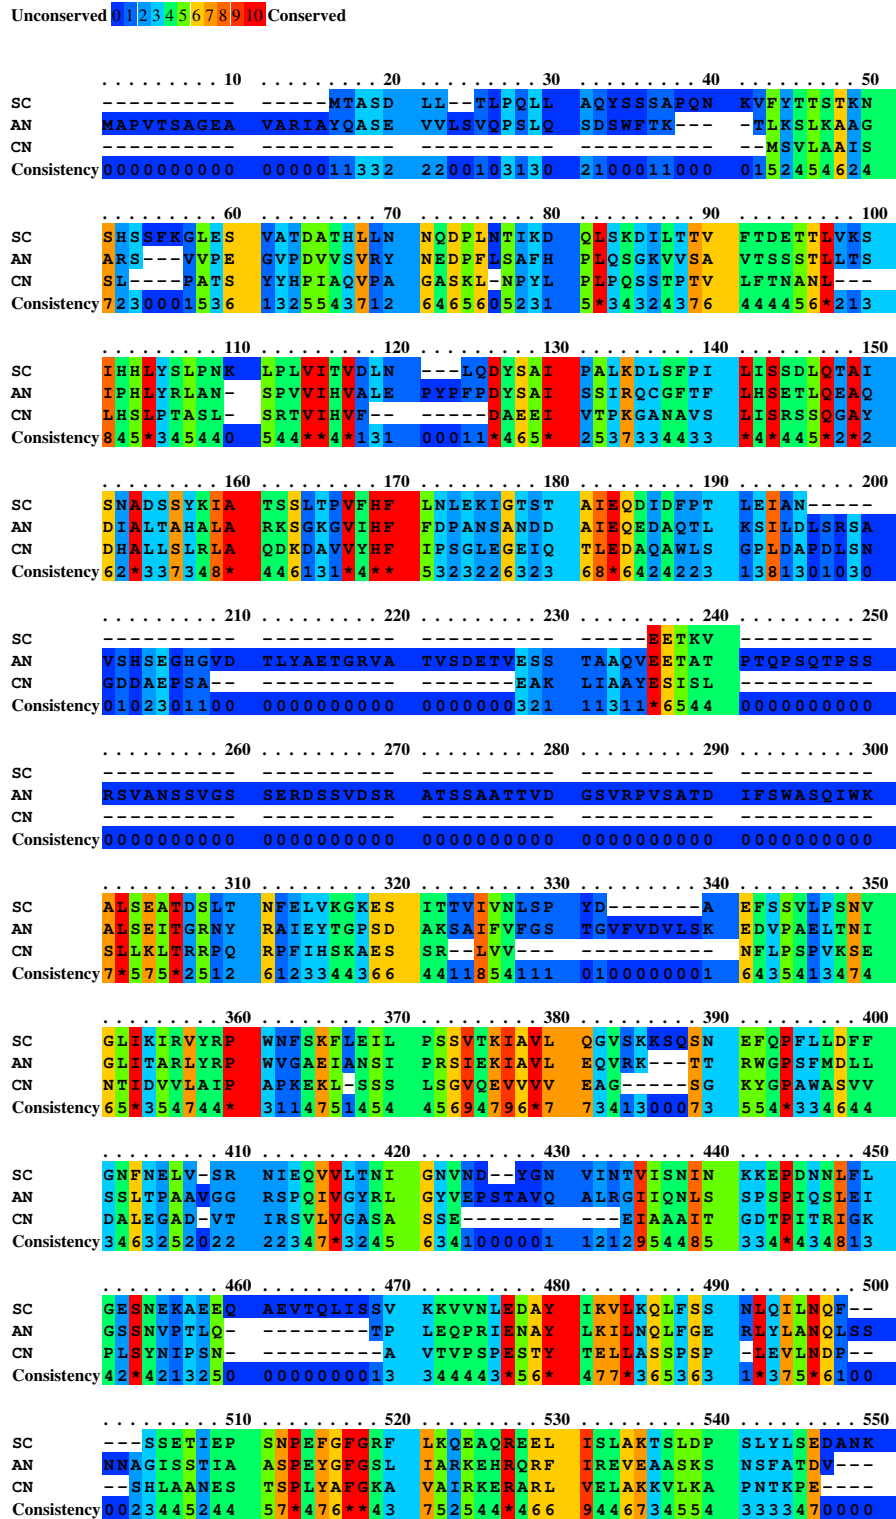 Unconserved 0 1 2 3 4 5 6 7 8 9 10 Conserved
. . . . . . . . . 10 . . . . . . . . . 20 . . . . . . . . . 30 . . . . . . . . . 40 . . . . . . . . . 50
SC ---------- -----MTASD LL--TLPQLL AQYSSSAPQN KVFYTTSTKN
AN MAPVTSAGEA VARIAYQASE VVLSVQPSLQ SDSWFTK--- -TLKSLKAAG
CN ---------- ---------- ---------- ---------- --MSVLAAIS
Consistency 0000000000 0000011332 2200103130 2100011000 0152454624
. . . . . . . . . 60 . . . . . . . . . 70 . . . . . . . . . 80 . . . . . . . . . 90 . . . . . . . . . 100
SC SHSSFKGLES VATDATHLLN NQDPLNTIKD QLSKDILTTV FTDETTLVKS
AN ARS---VVPE GVPDVVSVRY NEDPFLSAFH PLQSGKVVSA VTSSSTLLTS
CN SL----PATS YYHPIAQVPA GASKL-NPYL PLPQSSTPTV LFTNANL---
Consistency 7230001536 1325543712 6465605231 5*34324376 444456*213
. . . . . . . . . 110 . . . . . . . . . 120 . . . . . . . . . 130 . . . . . . . . . 140 . . . . . . . . . 150
SC IHHLYSLPNK LPLVITVDLN ---LQDYSAI PALKDLSFPI LISSDLQTAI
AN IPHLYRLAN- SPVVIHVALE PYPFPDYSAI SSIRQCGFTF LHSETLQEAQ
CN LHSLPTASL- SRTVIHVF-- -----DAEEI VTPKGANAVS LISRSSQGAY
Consistency 845*345440 544**4*131 00011*465* 2537334433 *4*445*2*2
. . . . . . . . . 160 . . . . . . . . . 170 . . . . . . . . . 180 . . . . . . . . . 190 . . . . . . . . . 200
SC SNADSSYKIA TSSLTPVFHF LNLEKIGTST AIEQDIDFPT LEIAN-----
AN DIALTAHALA RKSGKGVIHF FDPANSANDD AIEQEDAQTL KSILDLSRSA
CN DHALLSLRLA QDKDAVVYHF IPSGLEGEIQ TLEDAQAWLS GPLDAPDLSN
Consistency 62*337348* 446131*4** 5323226323 68*6424223 1381301030
. . . . . . . . . 210 . . . . . . . . . 220 . . . . . . . . . 230 . . . . . . . . . 240 . . . . . . . . . 250
SC ---------- ---------- ---------- -----EETKV ----------
AN VSHSEGHGVD TLYAETGRVA TVSDETVESS TAAQVEETAT PTQPSQTPSS
CN GDDAEPSA-- ---------- -------EAK LIAAYESISL ----------
Consistency 0102301100 0000000000 0000000321 11311*6544 0000000000
. . . . . . . . . 260 . . . . . . . . . 270 . . . . . . . . . 280 . . . . . . . . . 290 . . . . . . . . . 300
SC ---------- ---------- ---------- ---------- ----------
AN RSVANSSVGS SERDSSVDSR ATSSAATTVD GSVRPVSATD IFSWASQIWK
CN ---------- ---------- ---------- ---------- ----------
Consistency 0000000000 0000000000 0000000000 0000000000 0000000000
. . . . . . . . . 310 . . . . . . . . . 320 . . . . . . . . . 330 . . . . . . . . . 340 . . . . . . . . . 350
SC ALSEATDSLT NFELVKGKES ITTVIVNLSP YD-------A EFSSVLPSNV
AN ALSEITGRNY RAIEYTGPSD AKSAIFVFGS TGVFVDVLSK EDVPAELTNI
CN SLLKLTRRPQ RPFIHSKAES SR--LVV--- ---------- NFLPSPVKSE
Consistency 7*575*2512 6123344366 4411854111 0100000001 6435413474
. . . . . . . . . 360 . . . . . . . . . 370 . . . . . . . . . 380 . . . . . . . . . 390 . . . . . . . . . 400
SC GLIKIRVYRP WNFSKFLEIL PSSVTKIAVL QGVSKKSQSN EFQPFLLDFF
AN GLITARLYRP WVGAEIANSI PRSIEKIAVL EQVRK---TT RWGPSFMDLL
CN NTIDVVLAIP APKEKL-SSS LSGVQEVVVV EAG-----SG KYGPAWASVV
Consistency 65*354744* 3114751454 45694796*7 7341300073 554*334644
. . . . . . . . . 410 . . . . . . . . . 420 . . . . . . . . . 430 . . . . . . . . . 440 . . . . . . . . . 450
SC GNFNELV-SR NIEQVVLTNI GNVND--YGN VINTVISNIN KKEPDNNLFL
AN SSLTPAAVGG RSPQIVGYRL GYVEPSTAVQ ALRGIIQNLS SPSPIQSLEI
CN DALEGAD-VT IRSVLVGASA SSE------- ---EIAAAIT GDTPITRIGK
Consistency 3463252022 22347*3245 6341000001 1212954485 334*434813
. . . . . . . . . 460 . . . . . . . . . 470 . . . . . . . . . 480 . . . . . . . . . 490 . . . . . . . . . 500
SC GESNEKAEEQ AEVTQLISSV KKVVNLEDAY IKVLKQLFSS NLQILNQF--
AN GSSNVPTLQ- --------TP LEQPRIENAY LKILNQLFGE RLYLANQLSS
CN PLSYNIPSN- ---------A VTVPSPESTY TELLASSPSP -LEVLNDP--
Consistency 42*4213250 0000000013 344443*56* 477*365363 1*375*6100
. . . . . . . . . 510 . . . . . . . . . 520 . . . . . . . . . 530 . . . . . . . . . 540 . . . . . . . . . 550
SC ---SSETIEP SNPEFGFGRF LKQEAQREEL ISLAKTSLDP SLYLSEDANK
AN NNAGISSTIA ASPEYGFGSL IARKEHRQRF IREVEAASKS NSFATDV---
CN --SHLAANES TSPLYAFGKA VAIRKERARL VELAKKVLKA PNTKPE----
Consistency 0023445244 57*476**43 752544*466 9446734554 3333470000